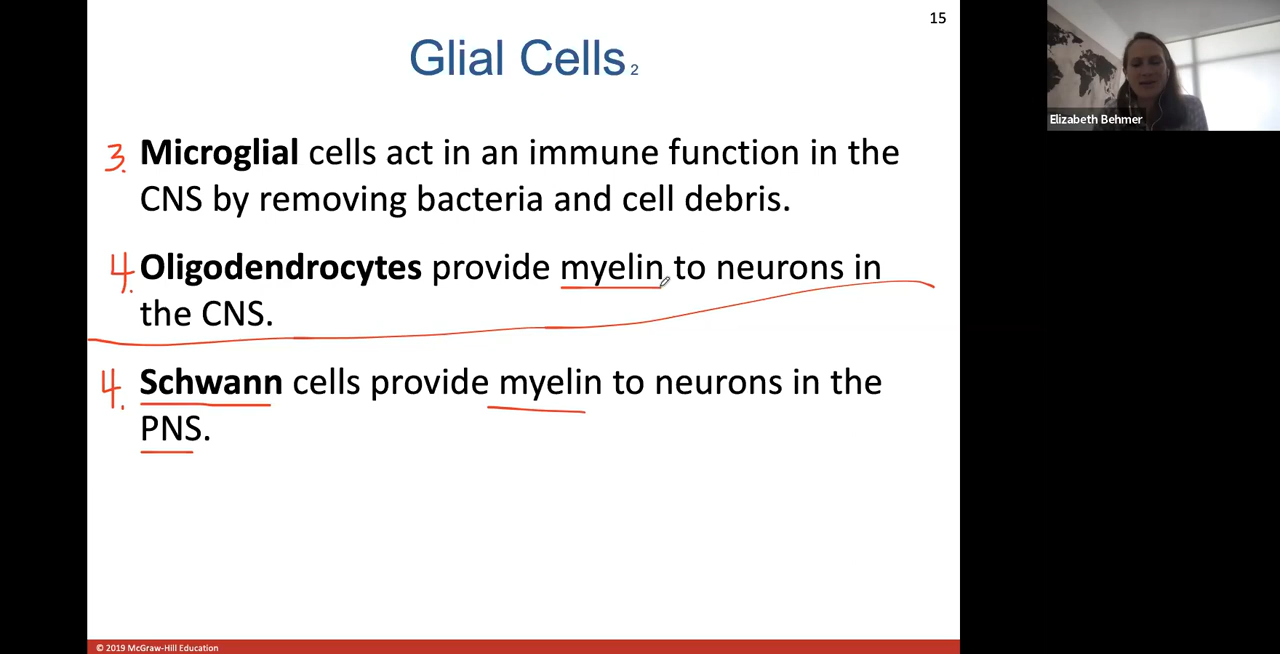 15
Glial Cells 2
3. Microglial cells act in an immune function in the
CNS by removing bacteria and cell debris.
4. Oligodendrocytes provide myelin to neurons in
the CNS.
4. Schwann cells provide myelin to neurons in the
PNS.
© 2019 McGraw-Hill Education
Elizabeth Behmer